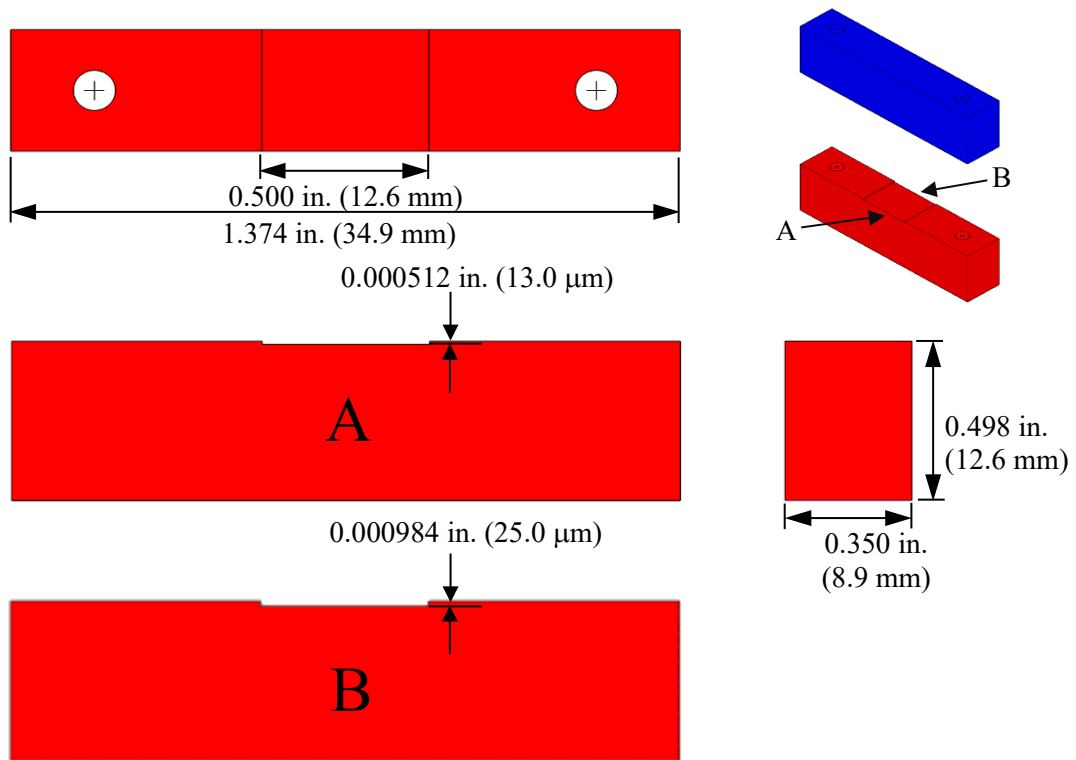 0.500 in. (12.6 mm)
1.374 in. (34.9 mm)
B
A
0.000512 in. (13.0 μm)
A
0.498 in.
(12.6 mm)
0.350 in.
(8.9 mm)
0.000984 in. (25.0 μm)
B